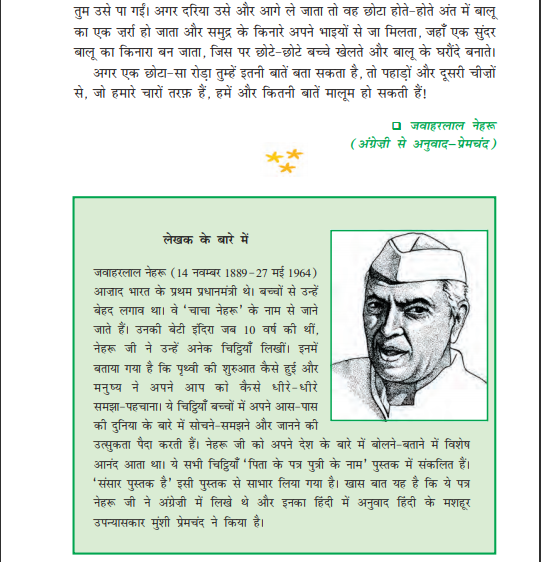 तुम उसे पा गईं। अगर दरिया उसे और आगे ले जाता तो वह छोटा होते-होते अंत में बालू
का एक ज़र्रा हो जाता और समुद्र के किनारे अपने भाइयों से जा मिलता, जहाँ एक सुंदर
बालू का किनारा बन जाता, जिस पर छोटे-छोटे बच्चे खेलते और बालू के घरौंदे बनाते।
अगर एक छोटा-सा रोड़ा तुम्हें इतनी बातें बता सकता है, तो पहाड़ों और दूसरी चीज़ों
से, जो हमारे चारों तरफ़ हैं, हमें और कितनी बातें मालूम हो सकती हैं!
❑ जवाहरलाल नेहरू
(अंग्रेज़ी से अनुवाद–प्रेमचंद)
लेखक के बारे में
जवाहरलाल नेहरू (14 नवम्बर 1889–27 मई 1964)
आज़ाद भारत के प्रथम प्रधानमंत्री थे। बच्चों से उन्हें
बेहद लगाव था। वे ‘चाचा नेहरू’ के नाम से जाने
जाते हैं। उनकी बेटी इंदिरा जब 10 वर्ष की थीं,
नेहरू जी ने उन्हें अनेक चिट्ठियाँ लिखीं। इनमें
बताया गया है कि पृथ्वी की शुरुआत कैसे हुई और
मनुष्य ने अपने आप को कैसे धीरे-धीरे
समझा-पहचाना। ये चिट्ठियाँ बच्चों में अपने आस-पास
की दुनिया के बारे में सोचने-समझने और जानने की
उत्सुकता पैदा करती हैं। नेहरू जी को अपने देश के बारे में बोलने-बताने में विशेष
आनंद आता था। ये सभी चिट्ठियाँ ‘पिता के पत्र पुत्री के नाम’ पुस्तक में संकलित हैं।
‘संसार पुस्तक है’ इसी पुस्तक से साभार लिया गया है। खास बात यह है कि ये पत्र
नेहरू जी ने अंग्रेज़ी में लिखे थे और इनका हिंदी में अनुवाद हिंदी के मशहूर
उपन्यासकार मुंशी प्रेमचंद ने किया है।